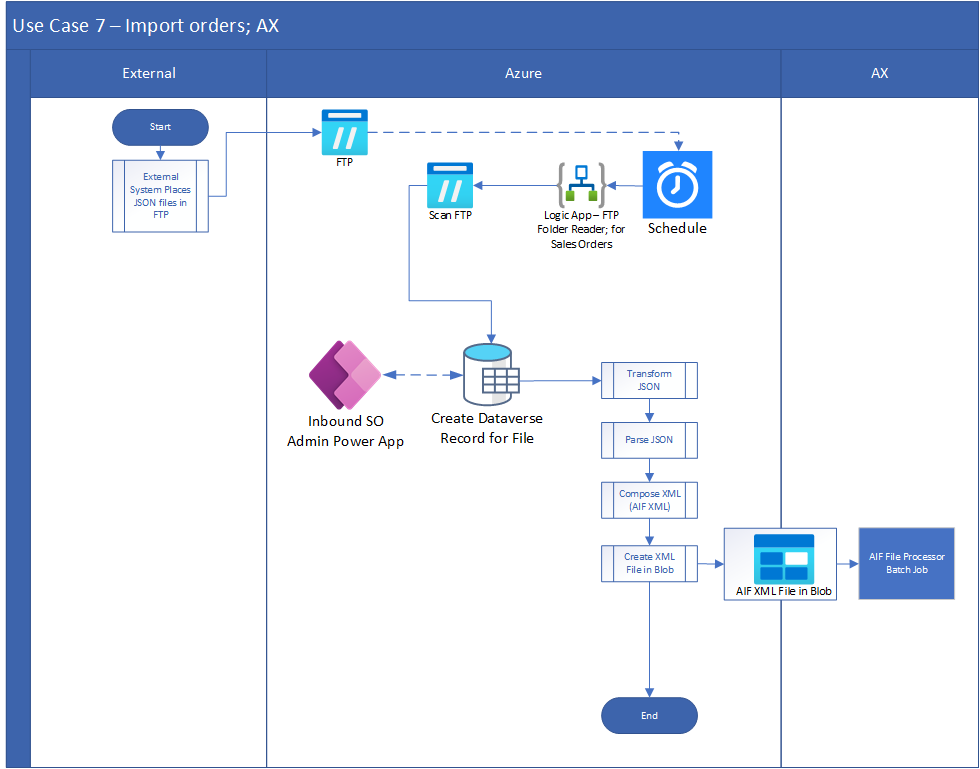 Use Case 7 – Import orders; AX
External
Azure
AX
Start
External
System Places
JSON files in
FTP
FTP
Scan FTP
Logic App – FTP
Folder Reader; for
Sales Orders
Schedule
Inbound SO
Admin Power App
Create Dataverse
Record for File
Transform
JSON
Parse JSON
Compose XML
(AIF XML)
Create XML
File in Blob
AIF XML File in Blob
AIF File Processor
Batch Job
End